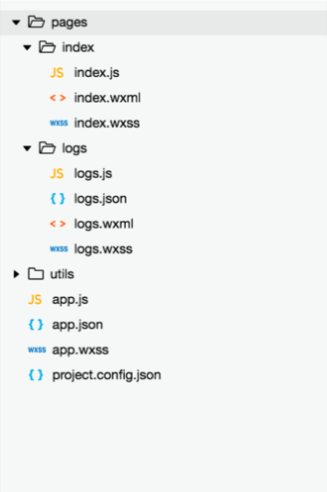 pages
index
JS index.js
< > index.wxml
wxss index.wxss
logs
JS logs.js
{ } logs.json
< > logs.wxml
wxss logs.wxss
utils
JS app.js
{ } app.json
wxss app.wxss
{ } project.config.json